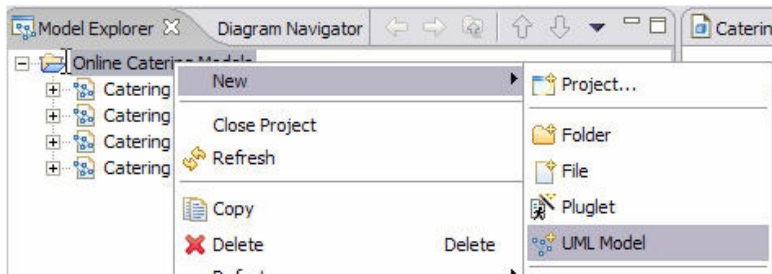 Model Explorer Diagram Navigator Caterin
Online Catering Models
Catering
Catering
Catering
Catering
New
Close Project
Refresh
Copy
Delete Delete
Project...
Folder
File
Pluglet
UML Model